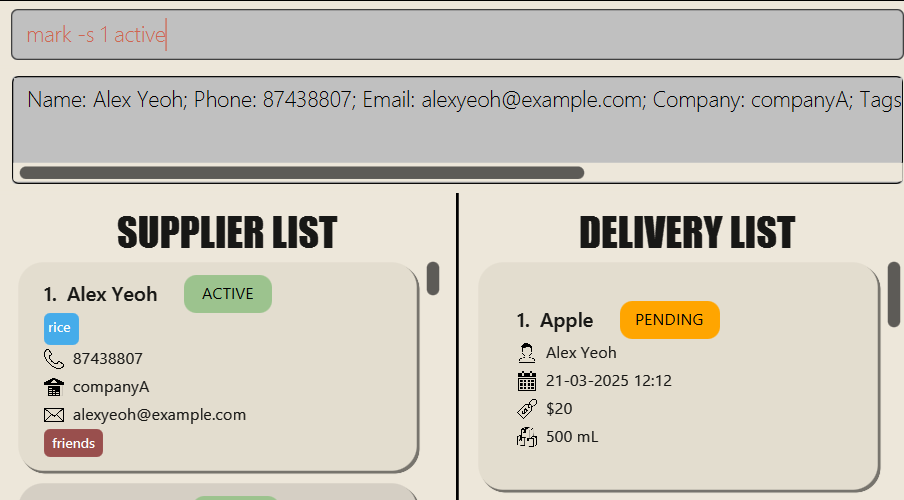 mark -s 1 active
Name: Alex Yeoh; Phone: 87438807; Email: alexyeoh@example.com; Company: companyA; Tags
SUPPLIER LIST
1. Alex Yeoh
ACTIVE
rice
87438807
companyA
alexyeoh@example.com
friends
DELIVERY LIST
1. Apple
PENDING
Alex Yeoh
21-03-2025 12:12
$20
500 mL